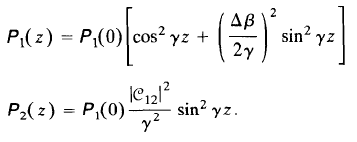 P₁(z) = P₁(0)[cos² γz + (Δβ/2γ)² sin² γz]
P₂(z) = P₁(0) |𝒞₁₂|²/γ² sin² γz.